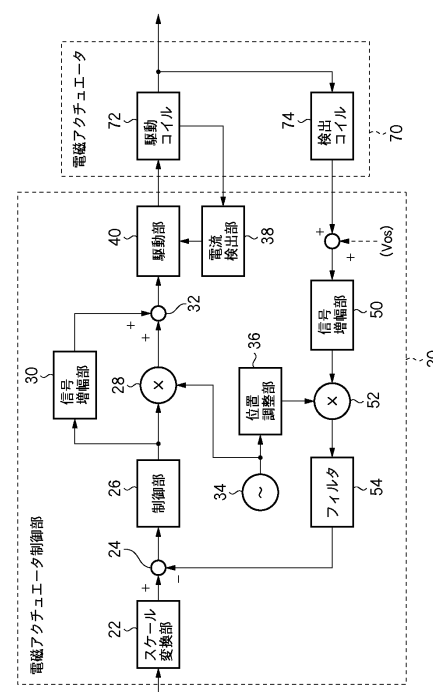 電磁アクチュエータ制御部
電磁アクチュエータ
22
スケール
変換部
24
+
−
26
制御部
28
×
30
信号
増幅部
+
+
32
40
駆動部
電流
検出部
38
72
駆動
コイル
74
検出
コイル
70
34
~
36
位置
調整部
+
+
(Vos)
50
信号
増幅部
52
×
54
フィルタ
20